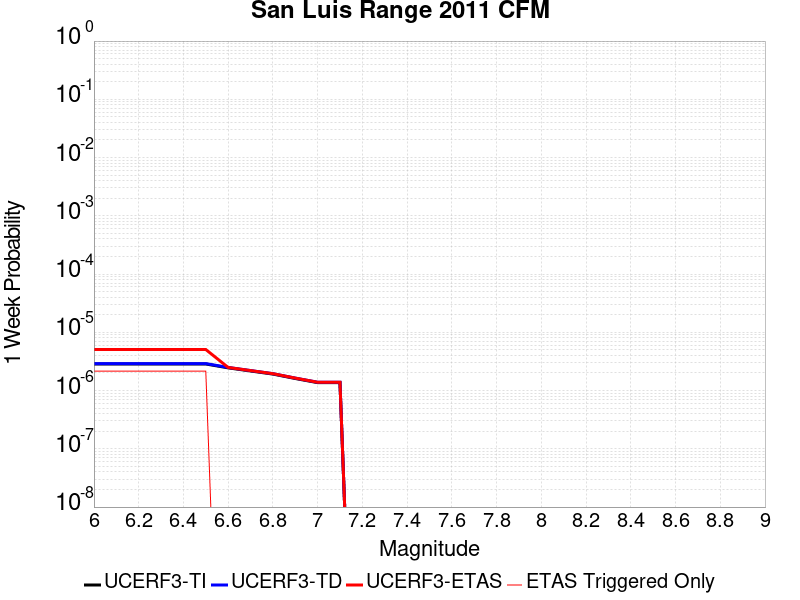 San Luis Range 2011 CFM
10^0
10^-1
10^-2
10^-3
10^-4
10^-5
10^-6
10^-7
10^-8
1 Week Probability
6 6.2 6.4 6.6 6.8 7 7.2 7.4 7.6 7.8 8 8.2 8.4 8.6 8.8 9
Magnitude
UCERF3-TI UCERF3-TD UCERF3-ETAS ETAS Triggered Only